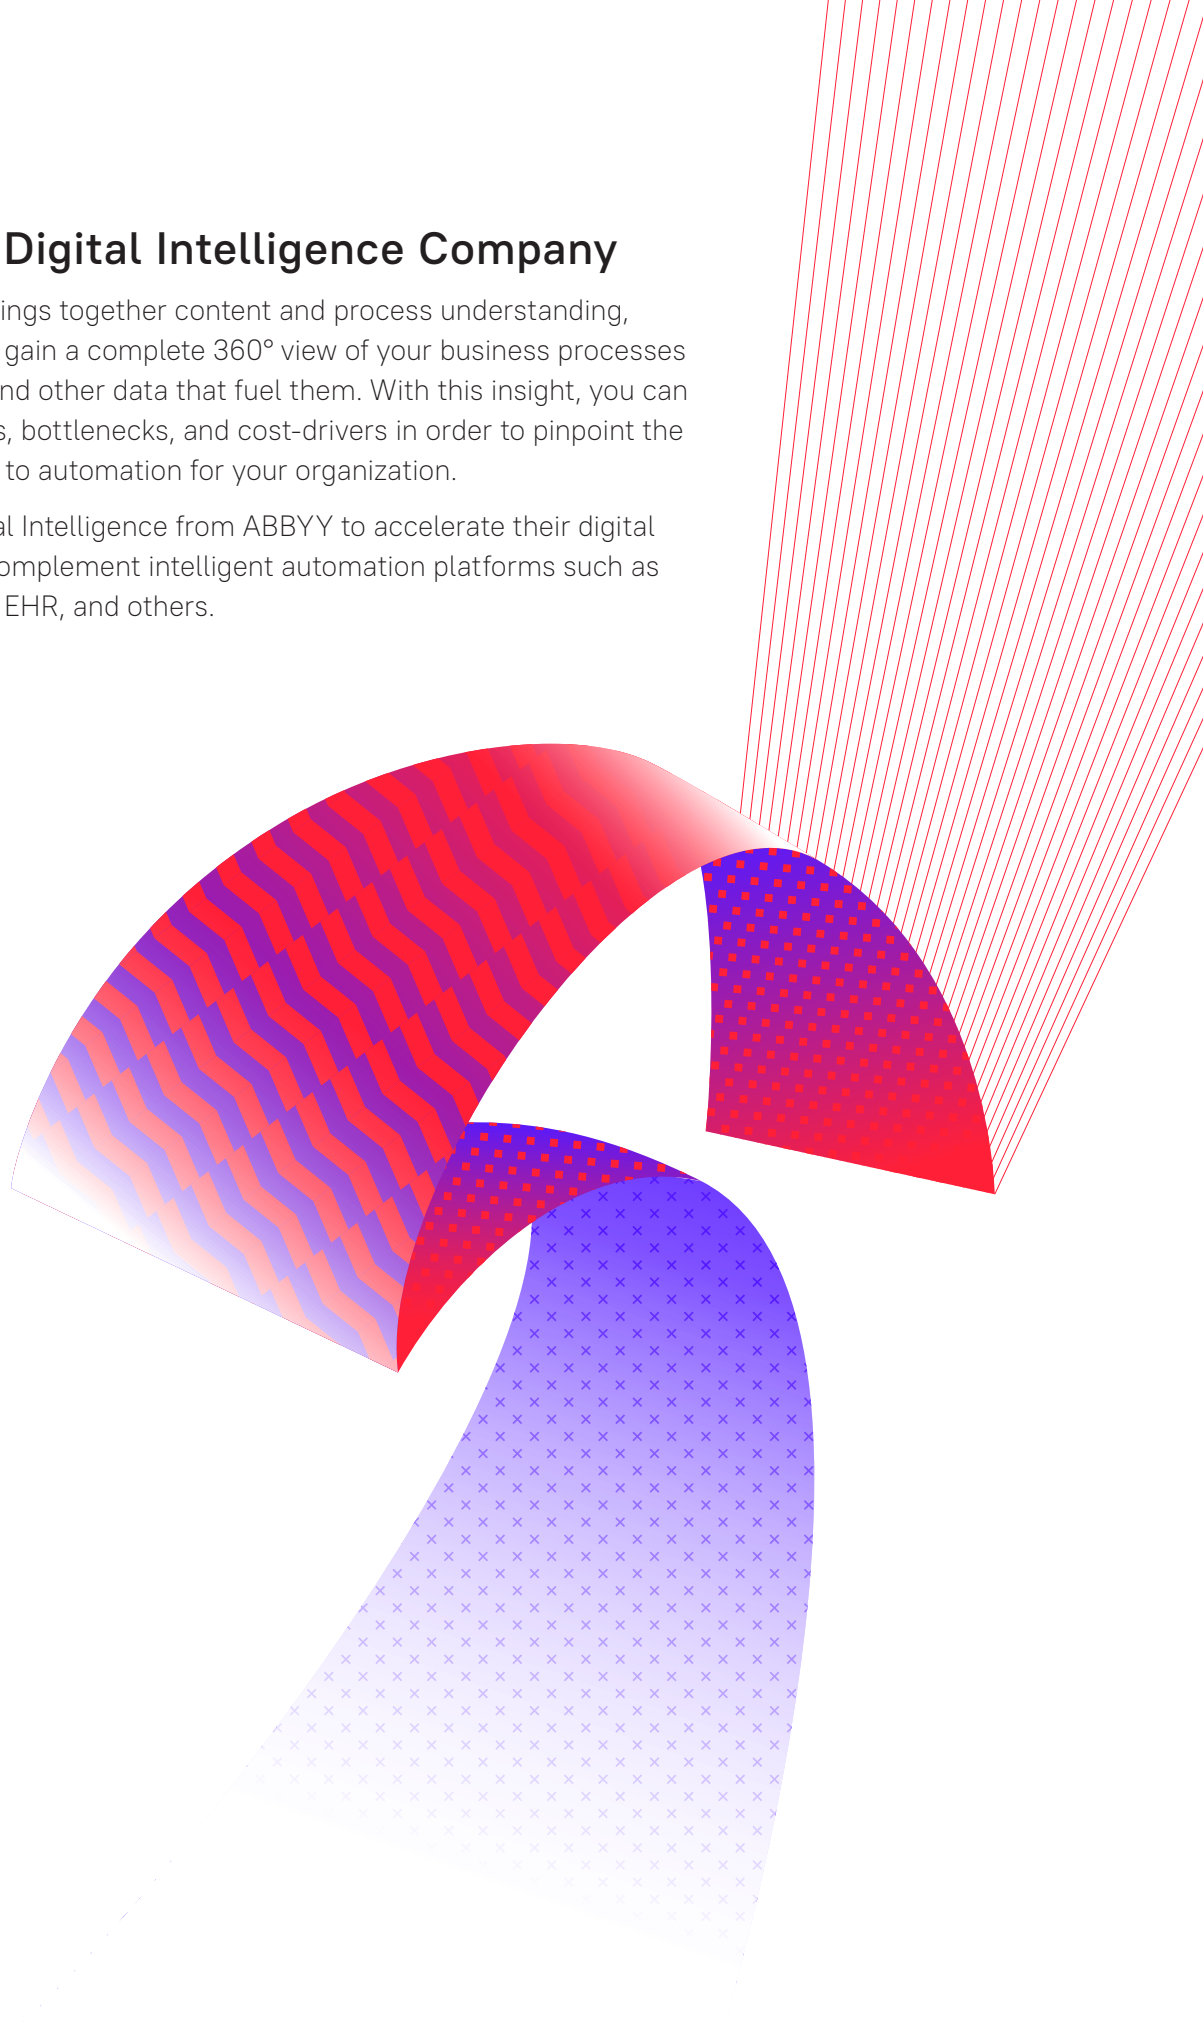 Digital Intelligence Company
ings together content and process understanding,
gain a complete 360° view of your business processes
nd other data that fuel them. With this insight, you can
s, bottlenecks, and cost-drivers in order to pinpoint the
to automation for your organization.
al Intelligence from ABBYY to accelerate their digital
omplement intelligent automation platforms such as
EHR, and others.